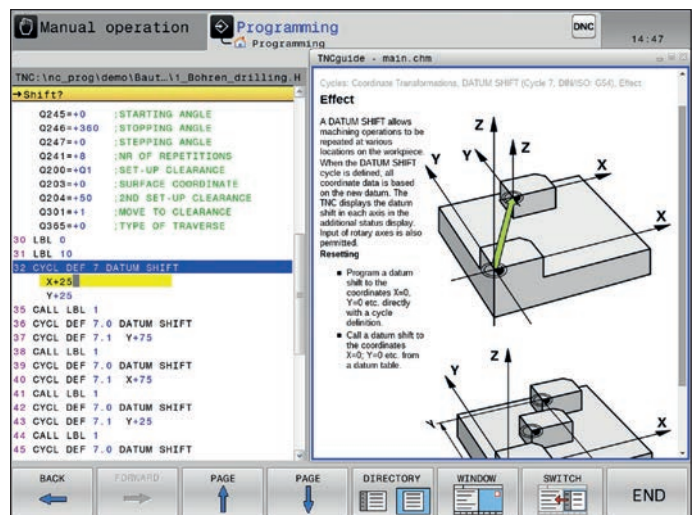 Manual operation
Programming
Programming
DNC
14:47
TNC:\nc_prog\demo\Baut…\1_Bohren_drilling.H
→Shift?
Q245=+0 ;STARTING ANGLE
Q246=+360 ;STOPPING ANGLE
Q247=+0 ;STEPPING ANGLE
Q241=+8 ;NR OF REPETITIONS
Q200=+Q1 ;SET-UP CLEARANCE
Q203=+0 ;SURFACE COORDINATE
Q204=+50 ;2ND SET-UP CLEARANCE
Q301=+1 ;MOVE TO CLEARANCE
Q365=+0 ;TYPE OF TRAVERSE
30 LBL 0
31 LBL 10
32 CYCL DEF 7 DATUM SHIFT
X+25
Y+25
35 CALL LBL 1
36 CYCL DEF 7.0 DATUM SHIFT
37 CYCL DEF 7.1 Y+75
38 CALL LBL 1
39 CYCL DEF 7.0 DATUM SHIFT
40 CYCL DEF 7.1 X+75
41 CALL LBL 1
42 CYCL DEF 7.0 DATUM SHIFT
43 CYCL DEF 7.1 Y+25
44 CALL LBL 1
45 CYCL DEF 7.0 DATUM SHIFT
TNCguide - main.chm
Cycles: Coordinate Transformations, DATUM SHIFT (Cycle 7, DIN/ISO: G54), Effect
Effect
A DATUM SHIFT allows
machining operations to be
repeated at various
locations on the workpiece.
When the DATUM SHIFT
cycle is defined, all
coordinate data is based
on the new datum. The
TNC displays the datum
shift in each axis in the
additional status display.
Input of rotary axes is also
permitted.
Resetting
■ Program a datum
shift to the
coordinates X=0,
Y=0 etc. directly
with a cycle
definition.
■ Call a datum shift to
the coordinates
X=0; Y=0 etc. from
a datum table.
Z
Z
Y
Y
X
X
Z
Y
Y
X
X
BACK
FORWARD
PAGE
PAGE
DIRECTORY
WINDOW
SWITCH
END